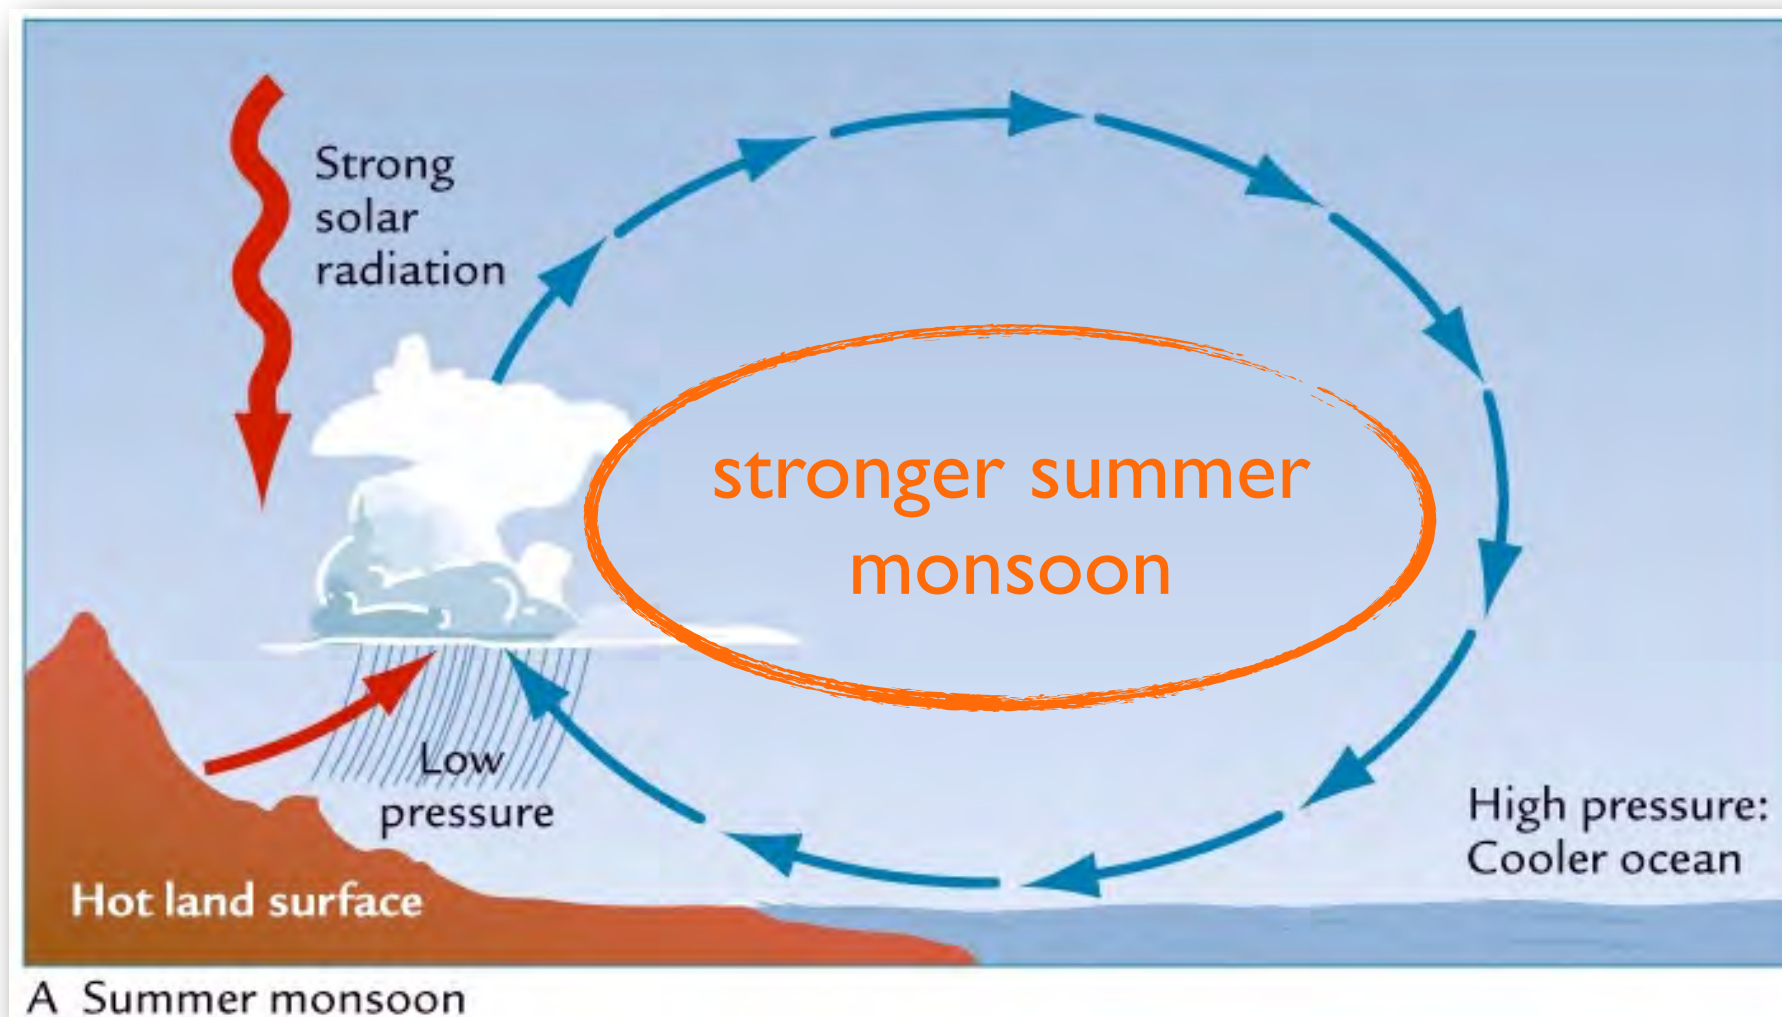 Strong
solar
radiation
stronger summer
monsoon
Low
pressure
High pressure:
Cooler ocean
Hot land surface
A Summer monsoon